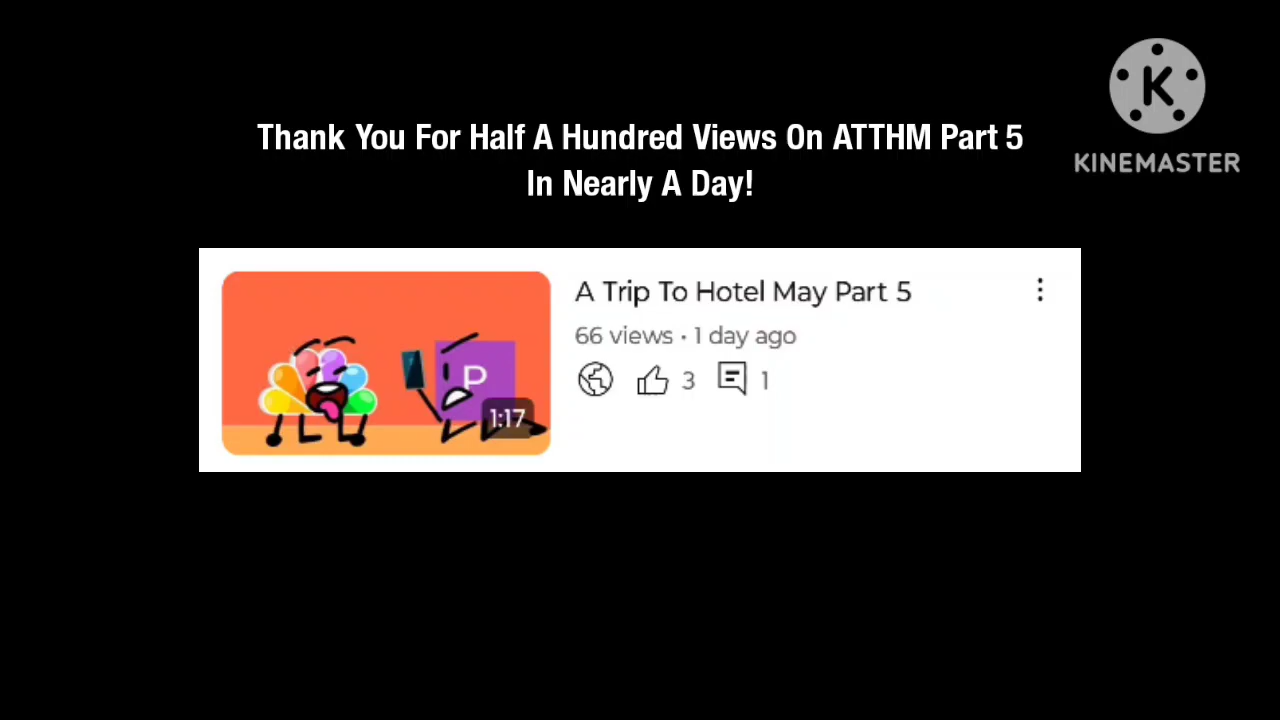 Thank You For Half A Hundred Views On ATTHM Part 5
In Nearly A Day!
K
KINEMASTER
A Trip To Hotel May Part 5
66 views · 1 day ago
3
1
P
1:17